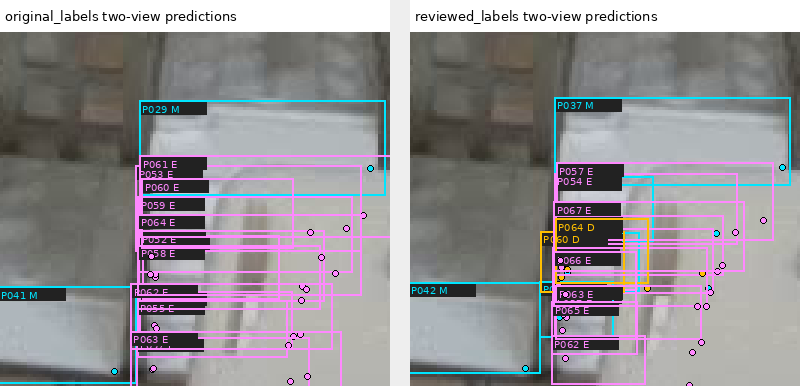 original_labels two-view predictions
reviewed_labels two-view predictions
P029 M
P061 E
P053 E
P060 E
P059 E
P064 E
P052 E
P058 E
P062 E
P055 E
P063 E
P041 M
P037 M
P057 E
P054 E
P067 E
P064 D
P060 D
P066 E
P063 E
P065 E
P062 E
P042 M